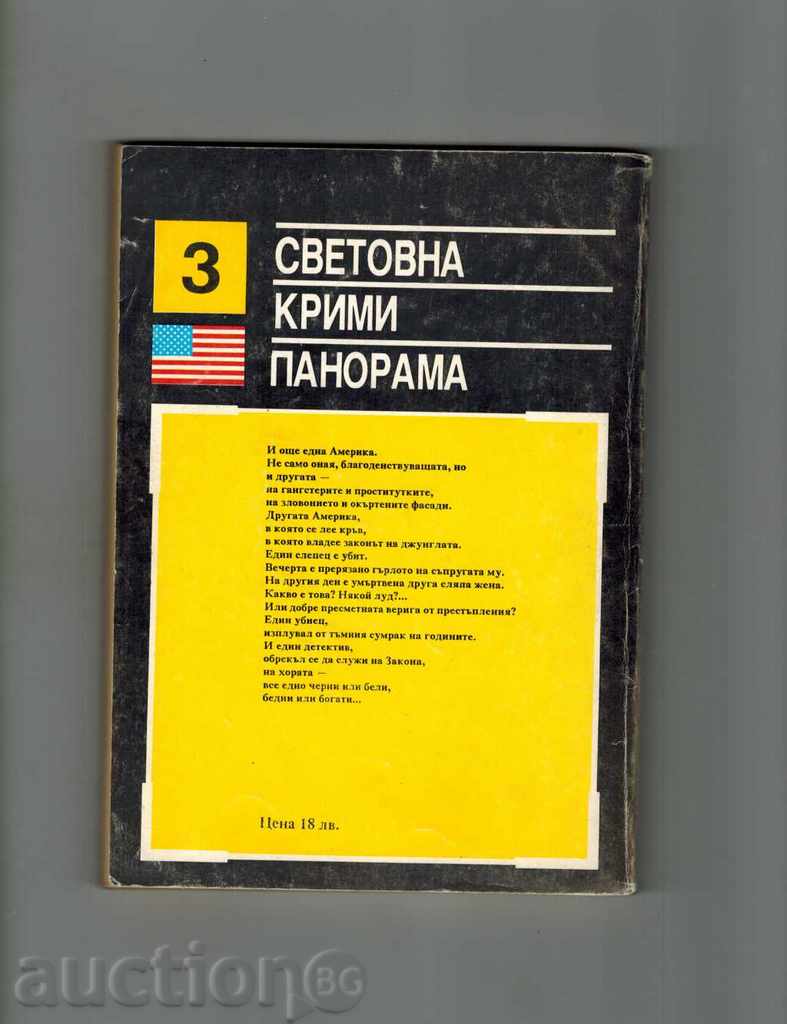 3
СВЕТОВНА
КРИМИ
ПАНОРАМА
И още една Америка.
Не само оная, благоденствуващата, но
и другата —
на гангстерите и проститутките,
на зловонието и окъртените фасади.
Другата Америка,
в която се лее кръв,
в която владее законът на джунглата.
Един слепец е убит.
Вечерта е прерязано гърлото на съпругата му.
На другия ден е умъртвена друга сляпа жена.
Какво е това? Някой луд?...
Или добре пресметната верига от престъпления?
Един убиец,
изплувал от тъмния сумрак на годините.
И един детектив,
обрекъл се да служи на Закона,
на хората —
все едно черни или бели,
бедни или богати...
Цена 18 лв.
auction BG